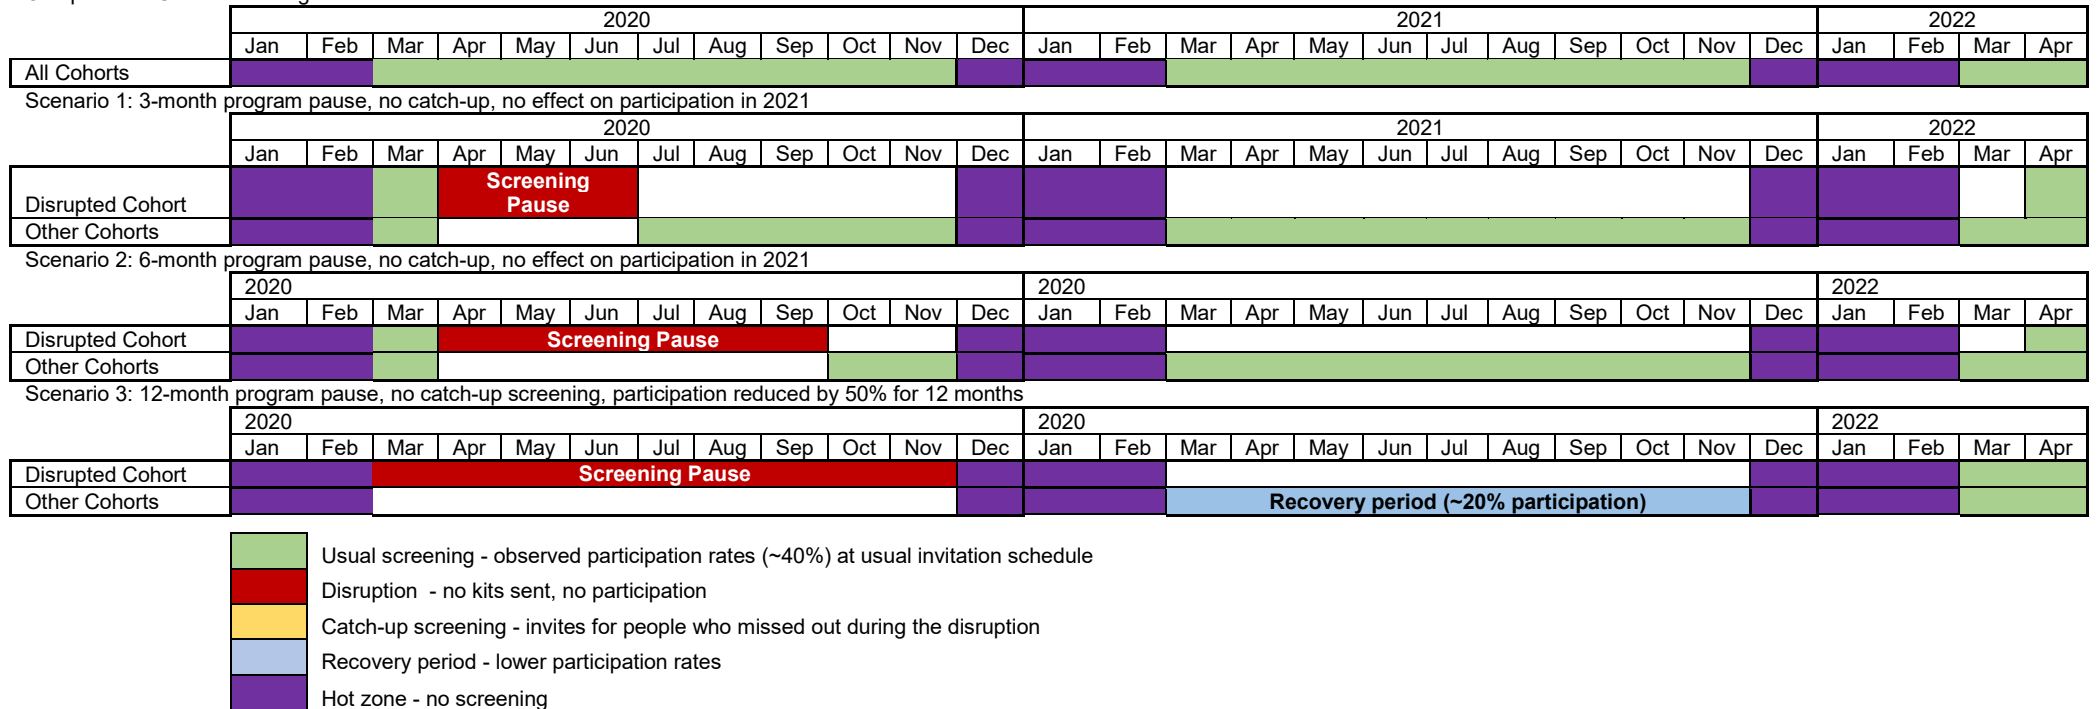 2020 2021 2022
Jan Feb Mar Apr May Jun Jul Aug Sep Oct Nov Dec Jan Feb Mar Apr May Jun Jul Aug Sep Oct Nov Dec Jan Feb Mar Apr
All Cohorts
Scenario 1: 3-month program pause, no catch-up, no effect on participation in 2021
2020 2021 2022
Jan Feb Mar Apr May Jun Jul Aug Sep Oct Nov Dec Jan Feb Mar Apr May Jun Jul Aug Sep Oct Nov Dec Jan Feb Mar Apr
Screening
Pause
Disrupted Cohort
Other Cohorts
Scenario 2: 6-month program pause, no catch-up, no effect on participation in 2021
2020 2020 2022
Jan Feb Mar Apr May Jun Jul Aug Sep Oct Nov Dec Jan Feb Mar Apr May Jun Jul Aug Sep Oct Nov Dec Jan Feb Mar Apr
Disrupted Cohort Screening Pause
Other Cohorts
Scenario 3: 12-month program pause, no catch-up screening, participation reduced by 50% for 12 months
2020 2020 2022
Jan Feb Mar Apr May Jun Jul Aug Sep Oct Nov Dec Jan Feb Mar Apr May Jun Jul Aug Sep Oct Nov Dec Jan Feb Mar Apr
Disrupted Cohort Screening Pause
Other Cohorts Recovery period (~20% participation)
Usual screening - observed participation rates (~40%) at usual invitation schedule
Disruption - no kits sent, no participation
Catch-up screening - invites for people who missed out during the disruption
Recovery period - lower participation rates
Hot zone - no screening